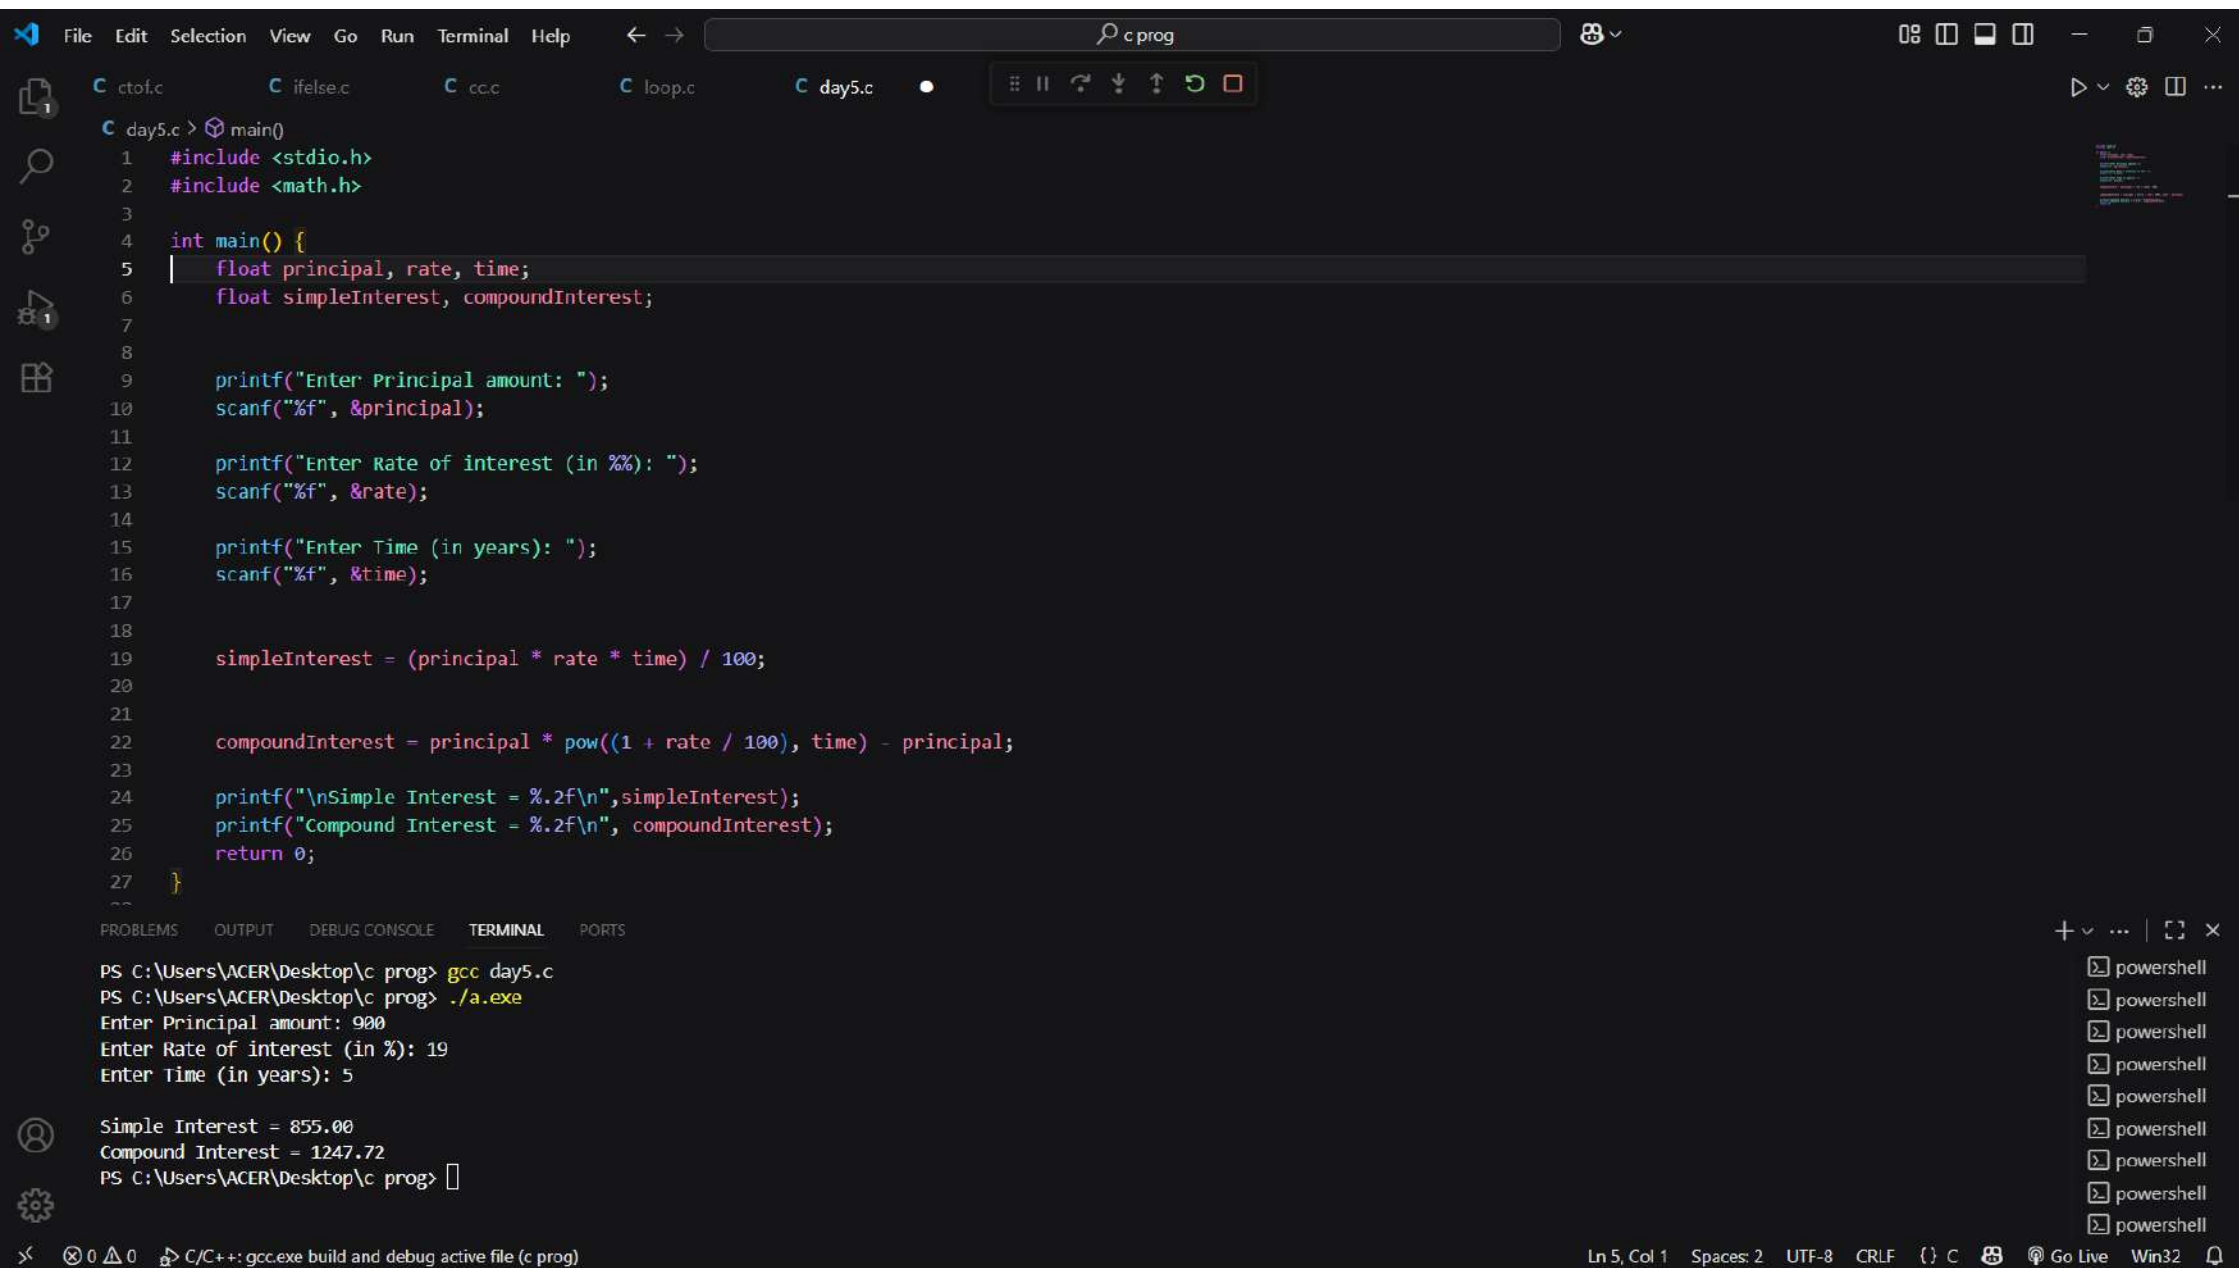 File Edit Selection View Go Run Terminal Help c prog
C ctof.c C ifelse.c C cc.c C loop.c C day5.c
C day5.c > main()
1 #include <stdio.h>
2 #include <math.h>
3
4 int main() {
5 float principal, rate, time;
6 float simpleInterest, compoundInterest;
7
8
9 printf("Enter Principal amount: ");
10 scanf("%f", &principal);
11
12 printf("Enter Rate of interest (in %%): ");
13 scanf("%f", &rate);
14
15 printf("Enter Time (in years): ");
16 scanf("%f", &time);
17
18
19 simpleInterest = (principal * rate * time) / 100;
20
21
22 compoundInterest = principal * pow((1 + rate / 100), time) - principal;
23
24 printf("\nSimple Interest = %.2f\n",simpleInterest);
25 printf("Compound Interest = %.2f\n", compoundInterest);
26 return 0;
27 }
PROBLEMS OUTPUT DEBUG CONSOLE TERMINAL PORTS
PS C:\Users\ACER\Desktop\c prog> gcc day5.c
PS C:\Users\ACER\Desktop\c prog> ./a.exe
Enter Principal amount: 900
Enter Rate of interest (in %): 19
Enter Time (in years): 5
Simple Interest = 855.00
Compound Interest = 1247.72
PS C:\Users\ACER\Desktop\c prog>
powershell
powershell
powershell
powershell
powershell
powershell
powershell
powershell
powershell
1
1
0 0 C/C++: gcc.exe build and debug active file (c prog) Ln 5, Col 1 Spaces: 2 UTF-8 CRLF {} C Go Live Win32